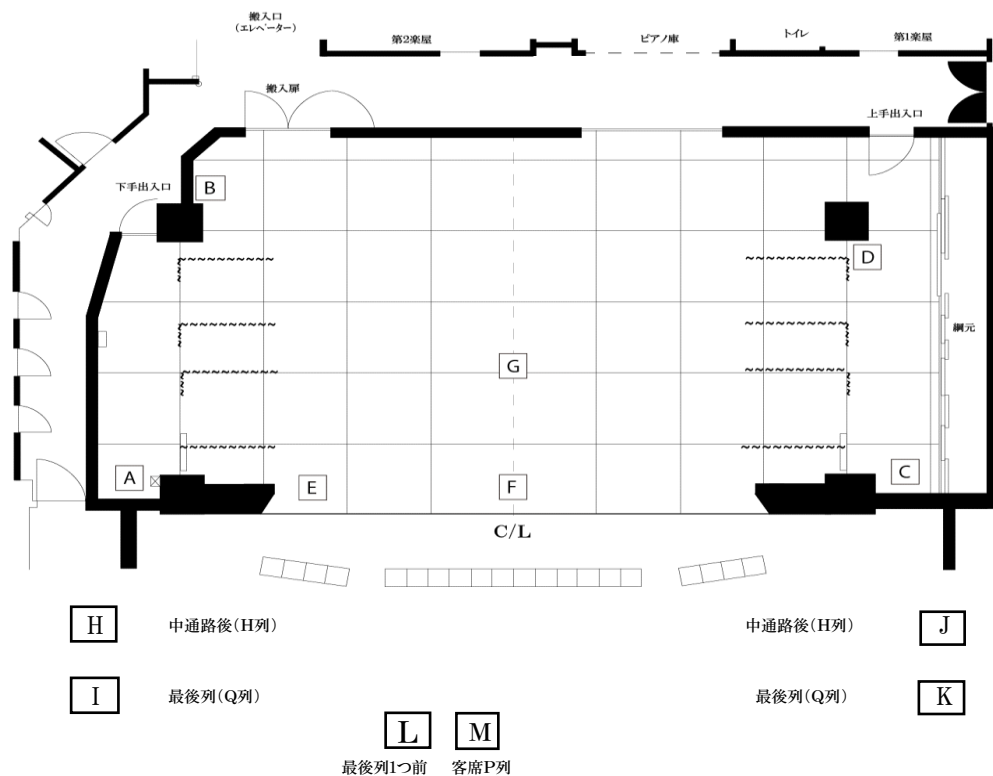 搬入口
(エレベーター)
第2楽屋
ピアノ庫
トイレ
第1楽屋
搬入扉
上手出入口
下手出入口
B
D
綱元
G
A
C
E
F
C/L
H
中通路後(H列)
中通路後(H列)
J
I
最後列(Q列)
最後列(Q列)
K
L
M
最後列1つ前
客席P列